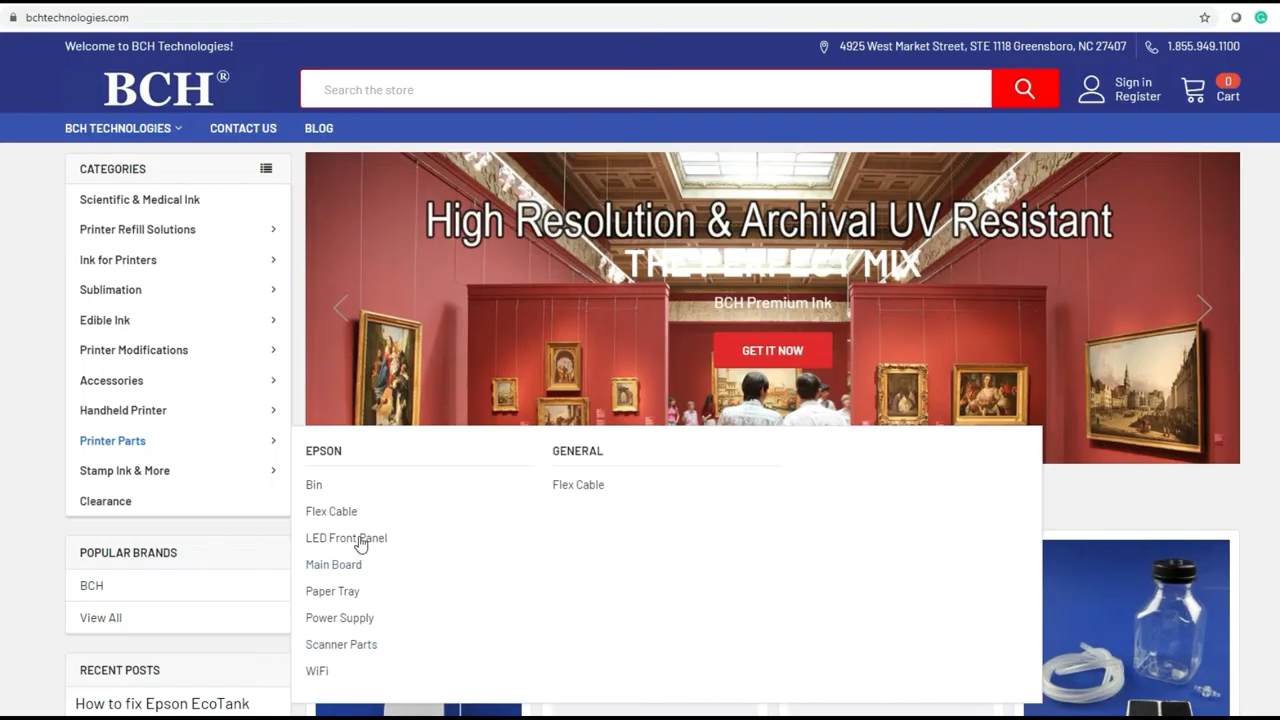 bchtechnologies.com
Welcome to BCH Technologies!
4925 West Market Street, STE 1118 Greensboro, NC 27407
1.855.949.1100
BCH®
Search the store
Sign in
Register
0
Cart
BCH TECHNOLOGIES
CONTACT US
BLOG
CATEGORIES
Scientific & Medical Ink
Printer Refill Solutions
Ink for Printers
Sublimation
Edible Ink
Printer Modifications
Accessories
Handheld Printer
Printer Parts
Stamp Ink & More
Clearance
POPULAR BRANDS
BCH
View All
RECENT POSTS
How to fix Epson EcoTank
High Resolution & Archival UV Resistant
THE PERFECT MIX
BCH Premium Ink
GET IT NOW
EPSON
Bin
Flex Cable
LED Front Panel
Main Board
Paper Tray
Power Supply
Scanner Parts
WiFi
GENERAL
Flex Cable